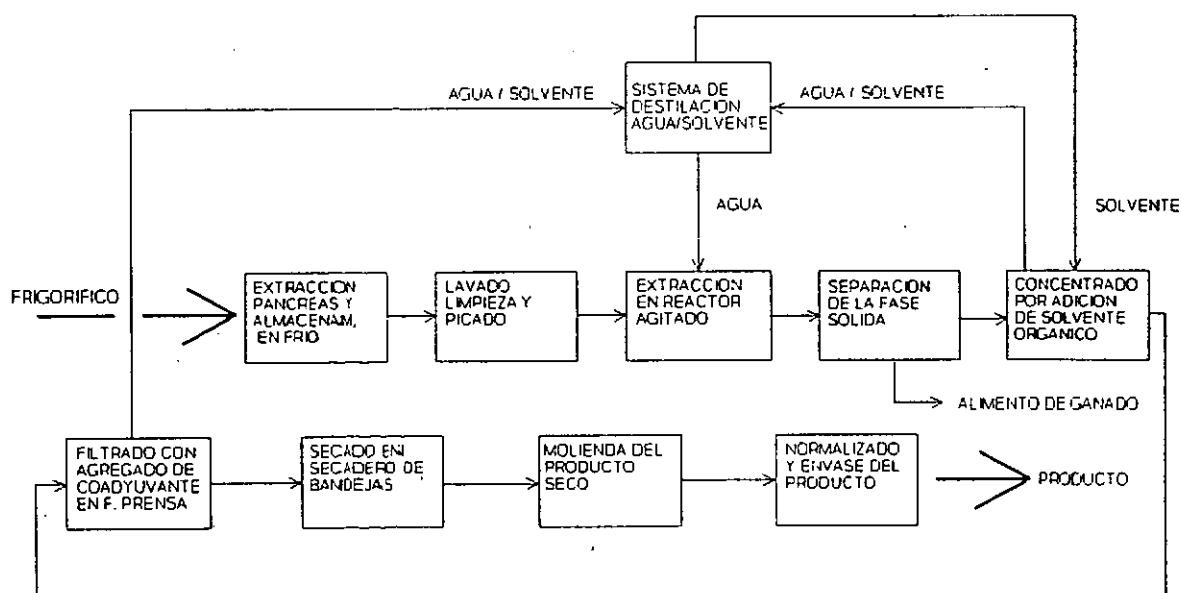 SISTEMA DE
DESTILACION
AGUA/SOLVENTE
AGUA / SOLVENTE
AGUA / SOLVENTE
AGUA
SOLVENTE
FRIGORIFICO
EXTRACCION
PANCREAS Y
ALMACENAM,
EN FRIO
LAVADO
LIMPIEZA Y
PICADO
EXTRACCION
EN REACTOR
AGITADO
SEPARACION
DE LA FASE
SOLIDA
CONCENTRADO
POR ADICION
DE SOLVENTE
ORGANICO
ALIMENTO DE GANADO
FILTRADO CON
AGREGADO DE
COADYUVANTE
EN F. PRENSA
SECADO EN
SECADERO DE
BANDEJAS
MOLIENDA DEL
PRODUCTO
SECO
NORMALIZADO
Y ENVASE DEL
PRODUCTO
PRODUCTO